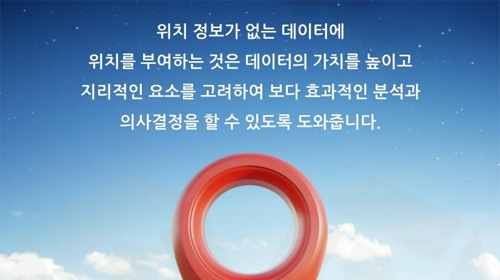 위치 정보가 없는 데이터에
위치를 부여하는 것은 데이터의 가치를 높이고
지리적인 요소를 고려하여 보다 효과적인 분석과
의사결정을 할 수 있도록 도와줍니다.